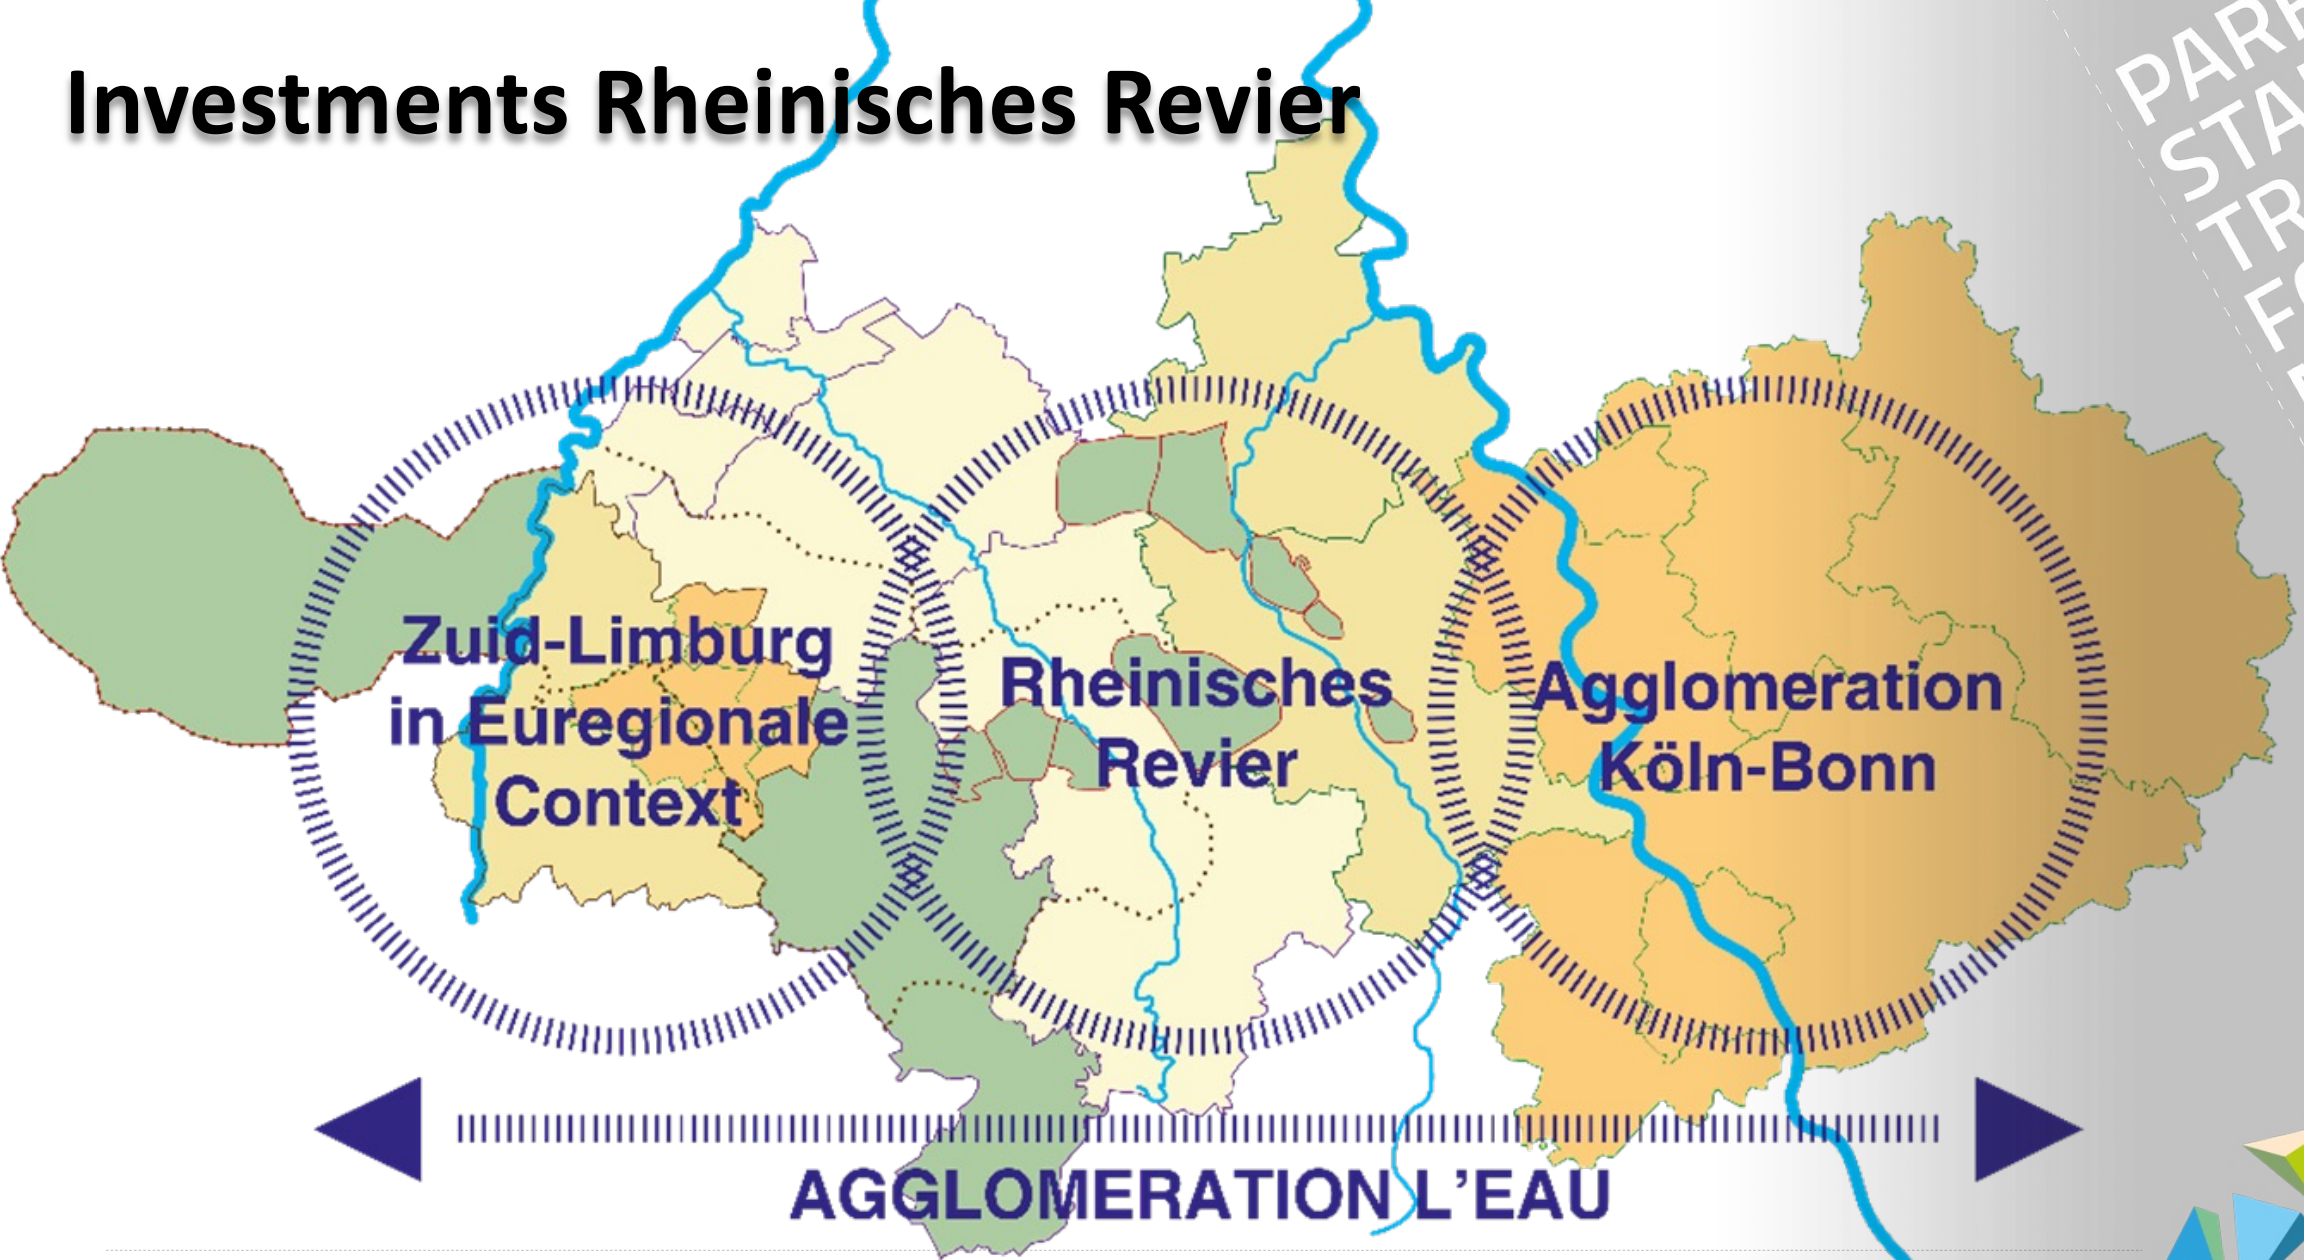 Investments Rheinisches Revier
Zuid-Limburg
in Euregionale
Context
Rheinisches
Revier
Agglomeration
Köln-Bonn
AGGLOMERATION L'EAU